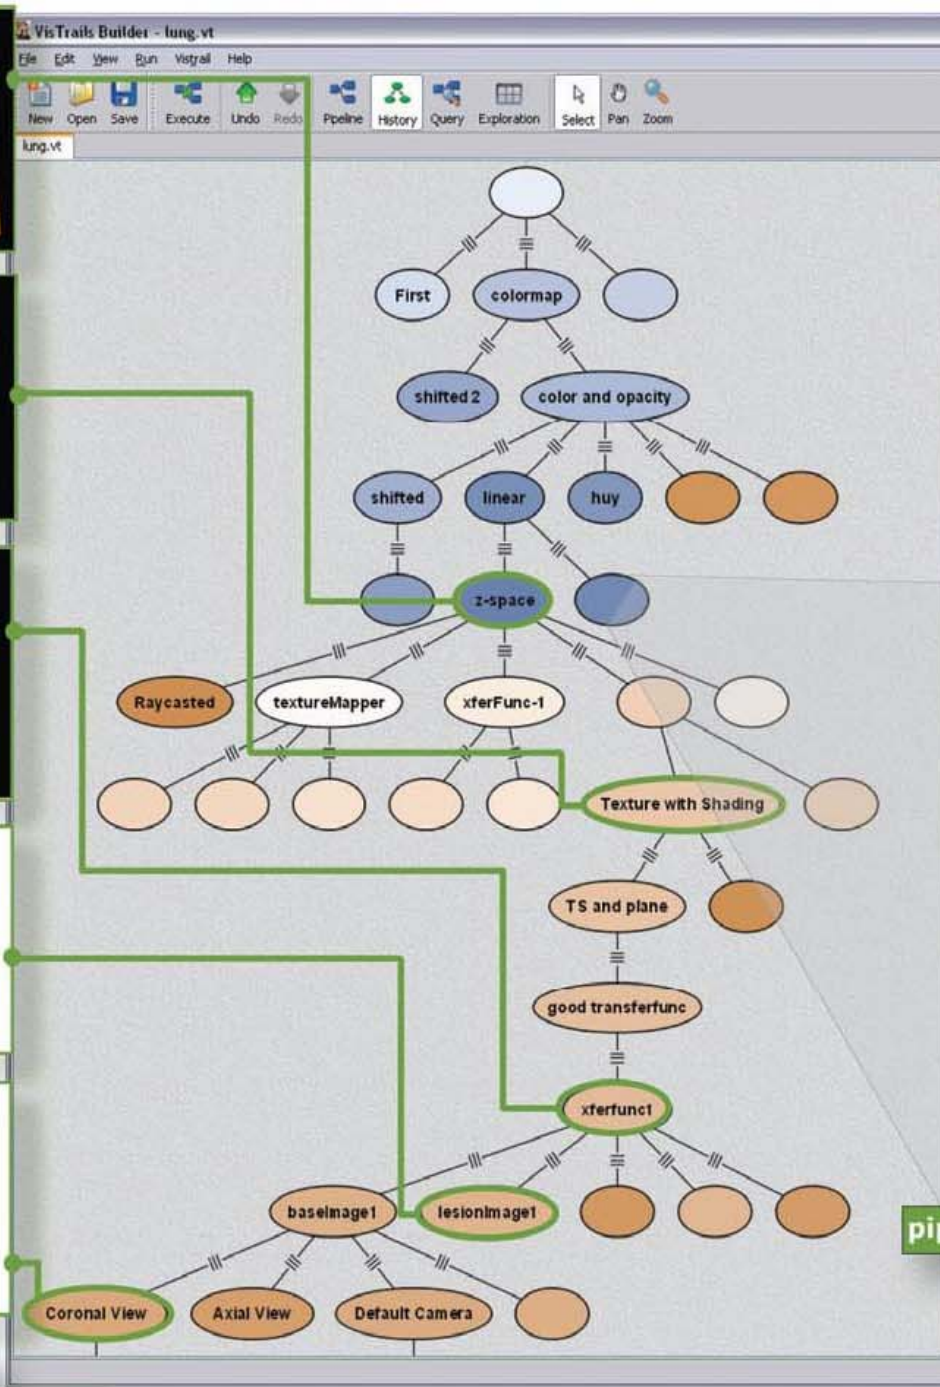 VisTrails Builder - lung.vt
File Edit View Run Vistrail Help
New Open Save Execute Undo Redo Pipeline History Query Exploration Select Pan Zoom
lung.vt
First colormap
shifted 2 color and opacity
shifted linear huy
z-space
Raycasted textureMapper xferFunc-1
Texture with Shading
TS and plane
good transferfunc
xferfunc1
baseImage1 lesionImage1
Coronal View Axial View Default Camera